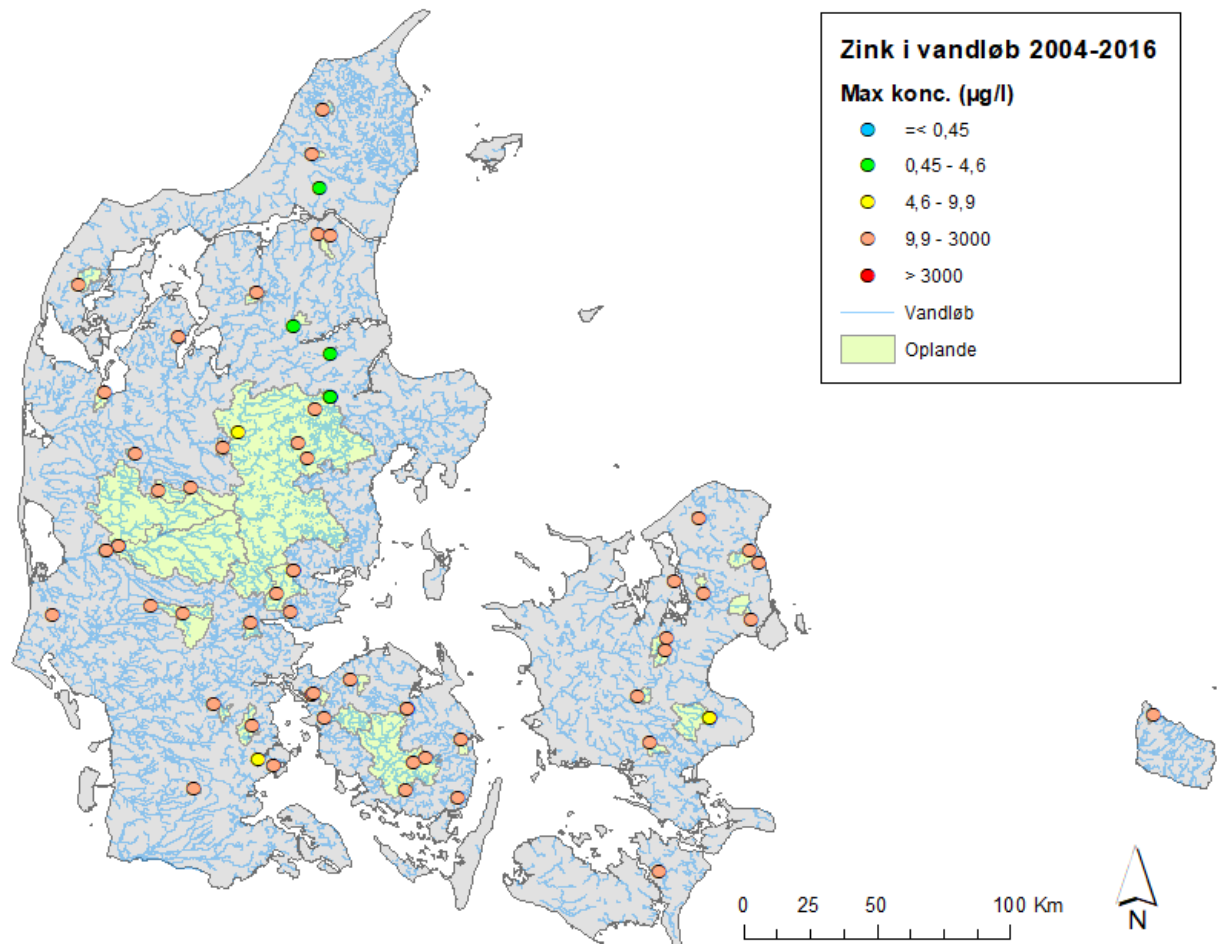 Zink i vandløb 2004-2016
Max konc. (µg/l)
=< 0,45
0,45 - 4,6
4,6 - 9,9
9,9 - 3000
> 3000
Vandløb
Oplande
0 25 50 100 Km
N